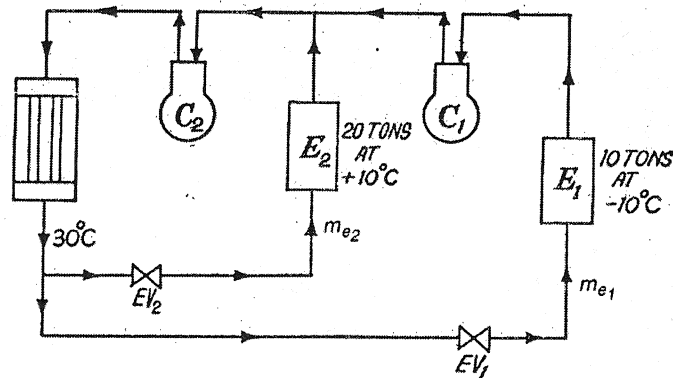 C₂
C₁
E₂
20 TONS
AT
+10°C
E₁
10 TONS
AT
-10°C
30°C
mₑ₂
EV₂
mₑ₁
EV₁